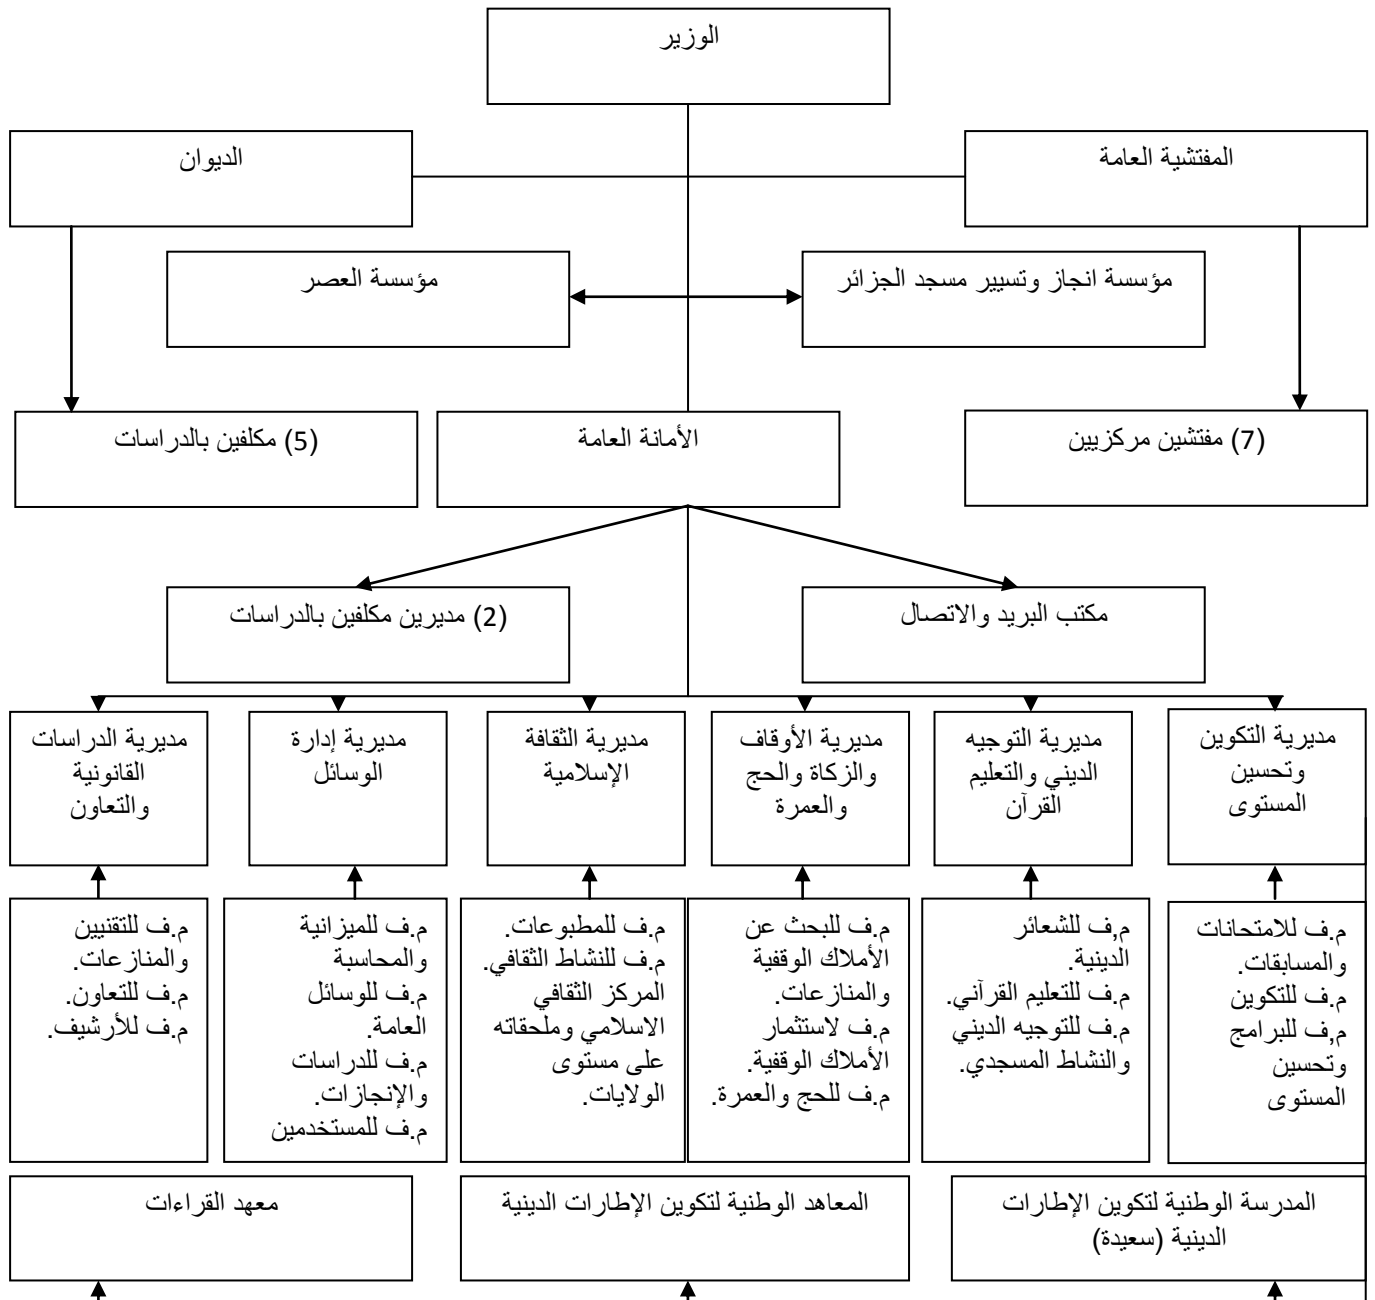 الوزير
المفتشية العامة
الديوان
مؤسسة انجاز وتسيير مسجد الجزائر
مؤسسة العصر
(7) مفتشين مركزيين
الأمانة العامة
(5) مكلفين بالدراسات
مكتب البريد والاتصال
(2) مديرين مكلفين بالدراسات
مديرية التكوين
وتحسين
المستوى
مديرية التوجيه
الديني والتعليم
القرآن
مديرية الأوقاف
والزكاة والحج
والعمرة
مديرية الثقافة
الإسلامية
مديرية إدارة
الوسائل
مديرية الدراسات
القانونية
والتعاون
م.ف للامتحانات
والمسابقات.
م.ف للتكوين
م,ف للبرامج
وتحسين
المستوى
م,ف للشعائر
الدينية.
م.ف للتعليم القرآني.
م.ف للتوجيه الديني
والنشاط المسجدي.
م.ف للبحث عن
الأملاك الوقفية
والمنازعات.
م.ف لاستثمار
الأملاك الوقفية.
م.ف للحج والعمرة.
م.ف للمطبوعات.
م.ف للنشاط الثقافي.
المركز الثقافي
الاسلامي وملحقاته
على مستوى
الولايات.
م.ف للميزانية
والمحاسبة
م.ف للوسائل
العامة.
م.ف للدراسات
والإنجازات.
م.ف للمستخدمين
م.ف للتقنيين
والمنازعات.
م.ف للتعاون.
م.ف للأرشيف.
المدرسة الوطنية لتكوين الإطارات
الدينية (سعيدة)
المعاهد الوطنية لتكوين الإطارات الدينية
معهد القراءات